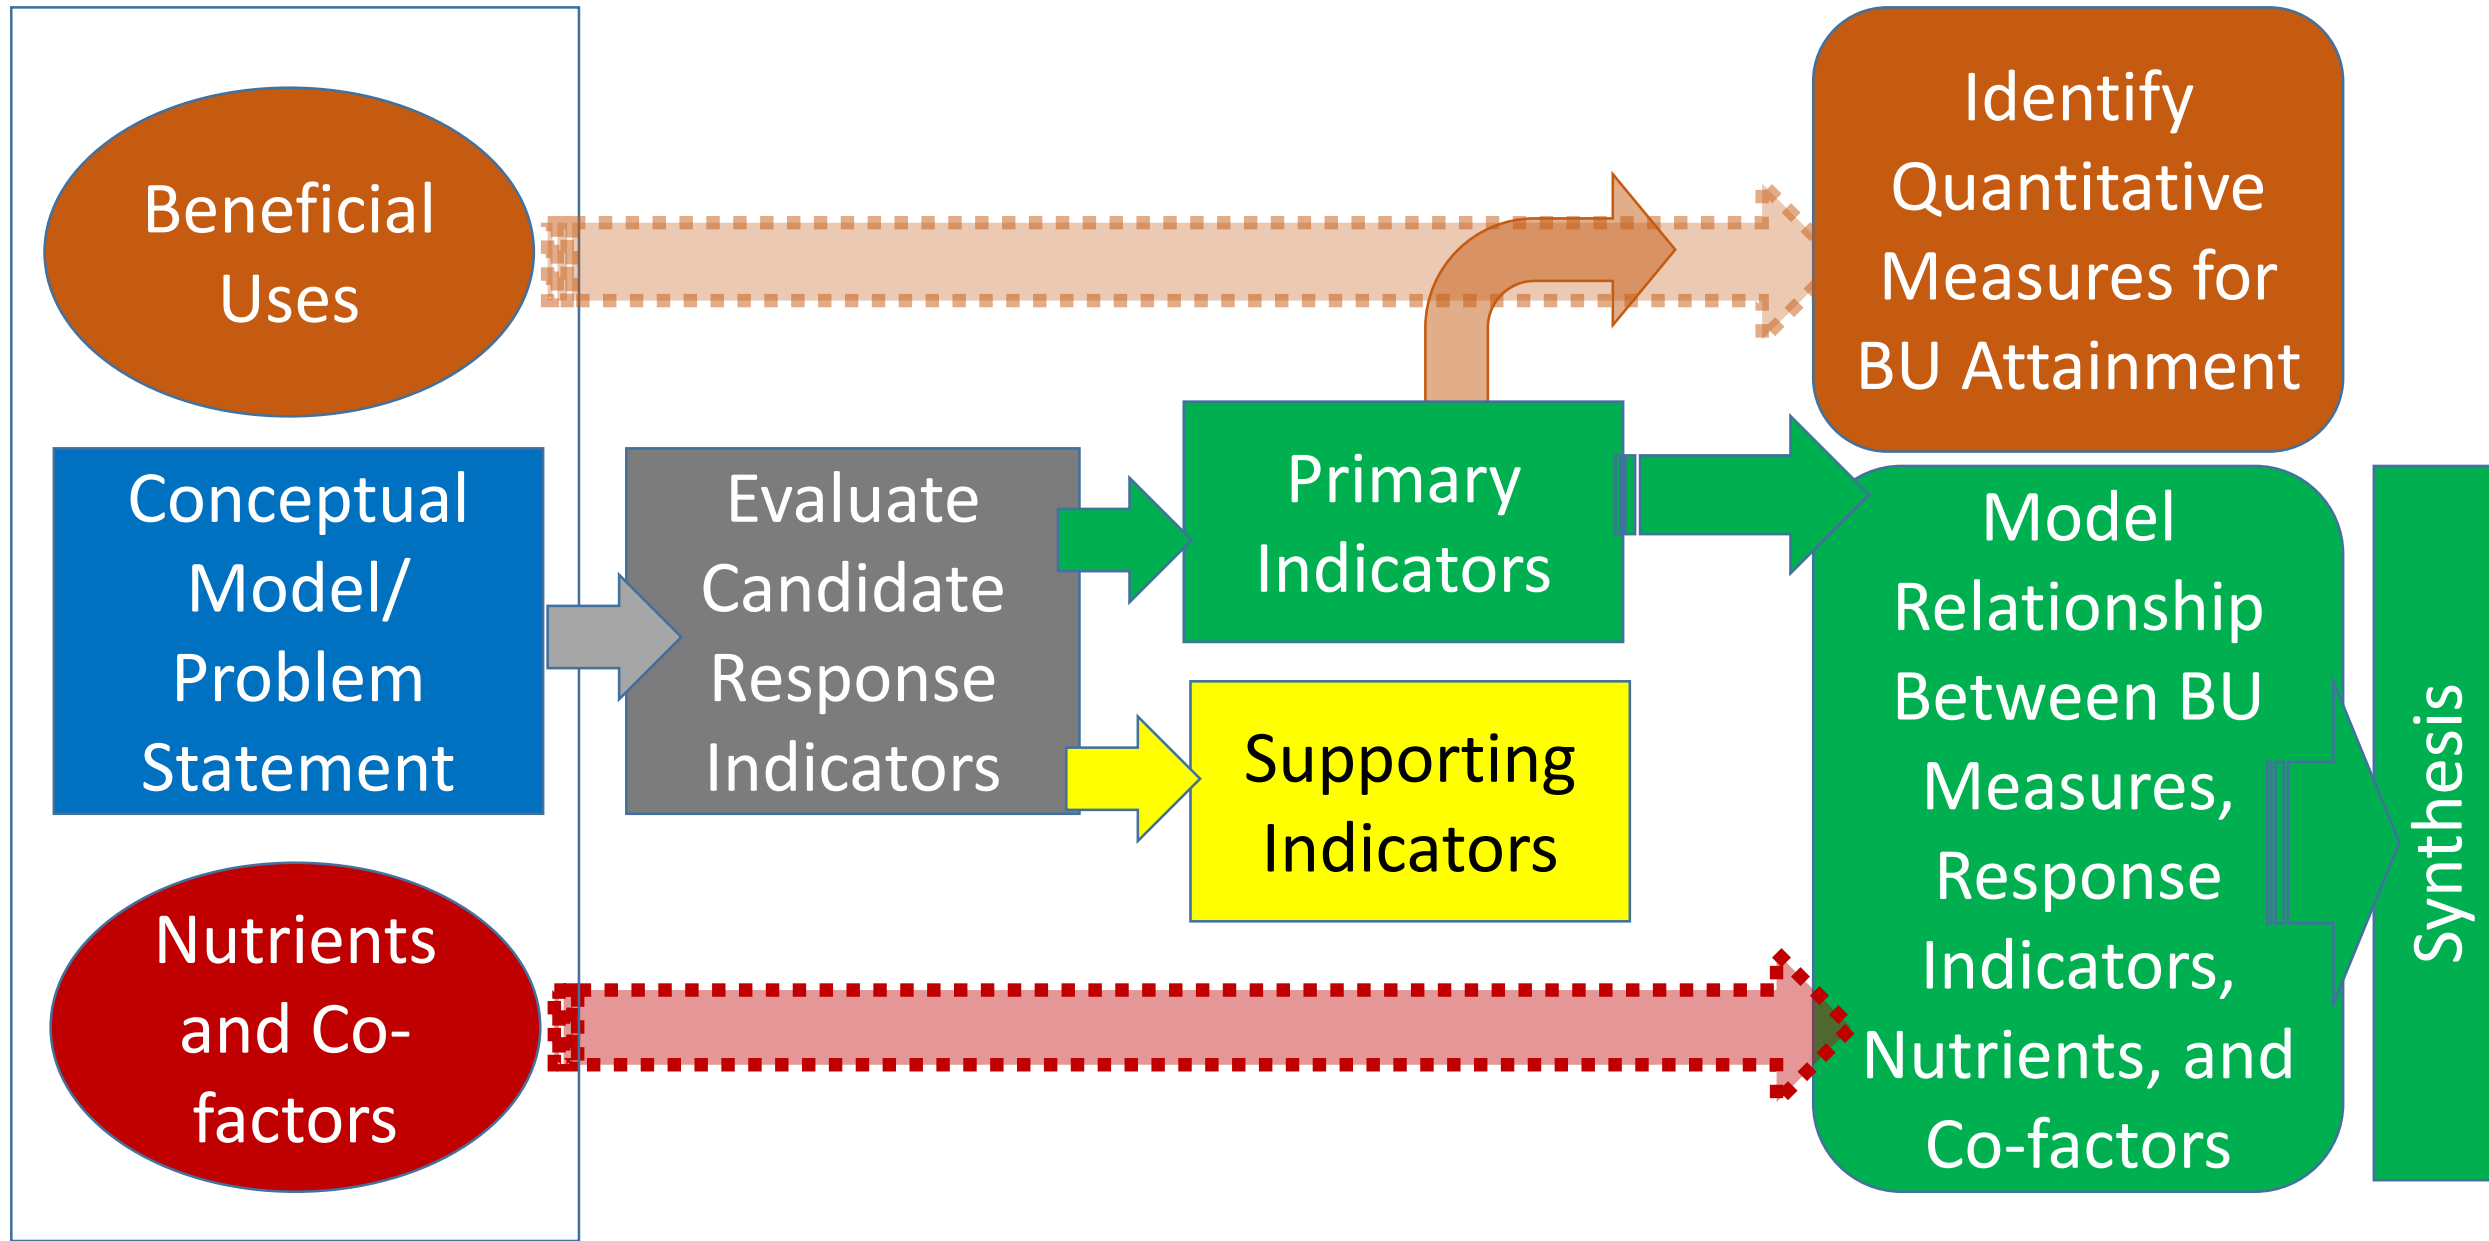 Beneficial
Uses
Conceptual
Model/
Problem
Statement
Nutrients
and Co-
factors
Evaluate
Candidate
Response
Indicators
Primary
Indicators
Supporting
Indicators
Identify
Quantitative
Measures for
BU Attainment
Model
Relationship
Between BU
Measures,
Response
Indicators,
Nutrients, and
Co-factors
Synthesis